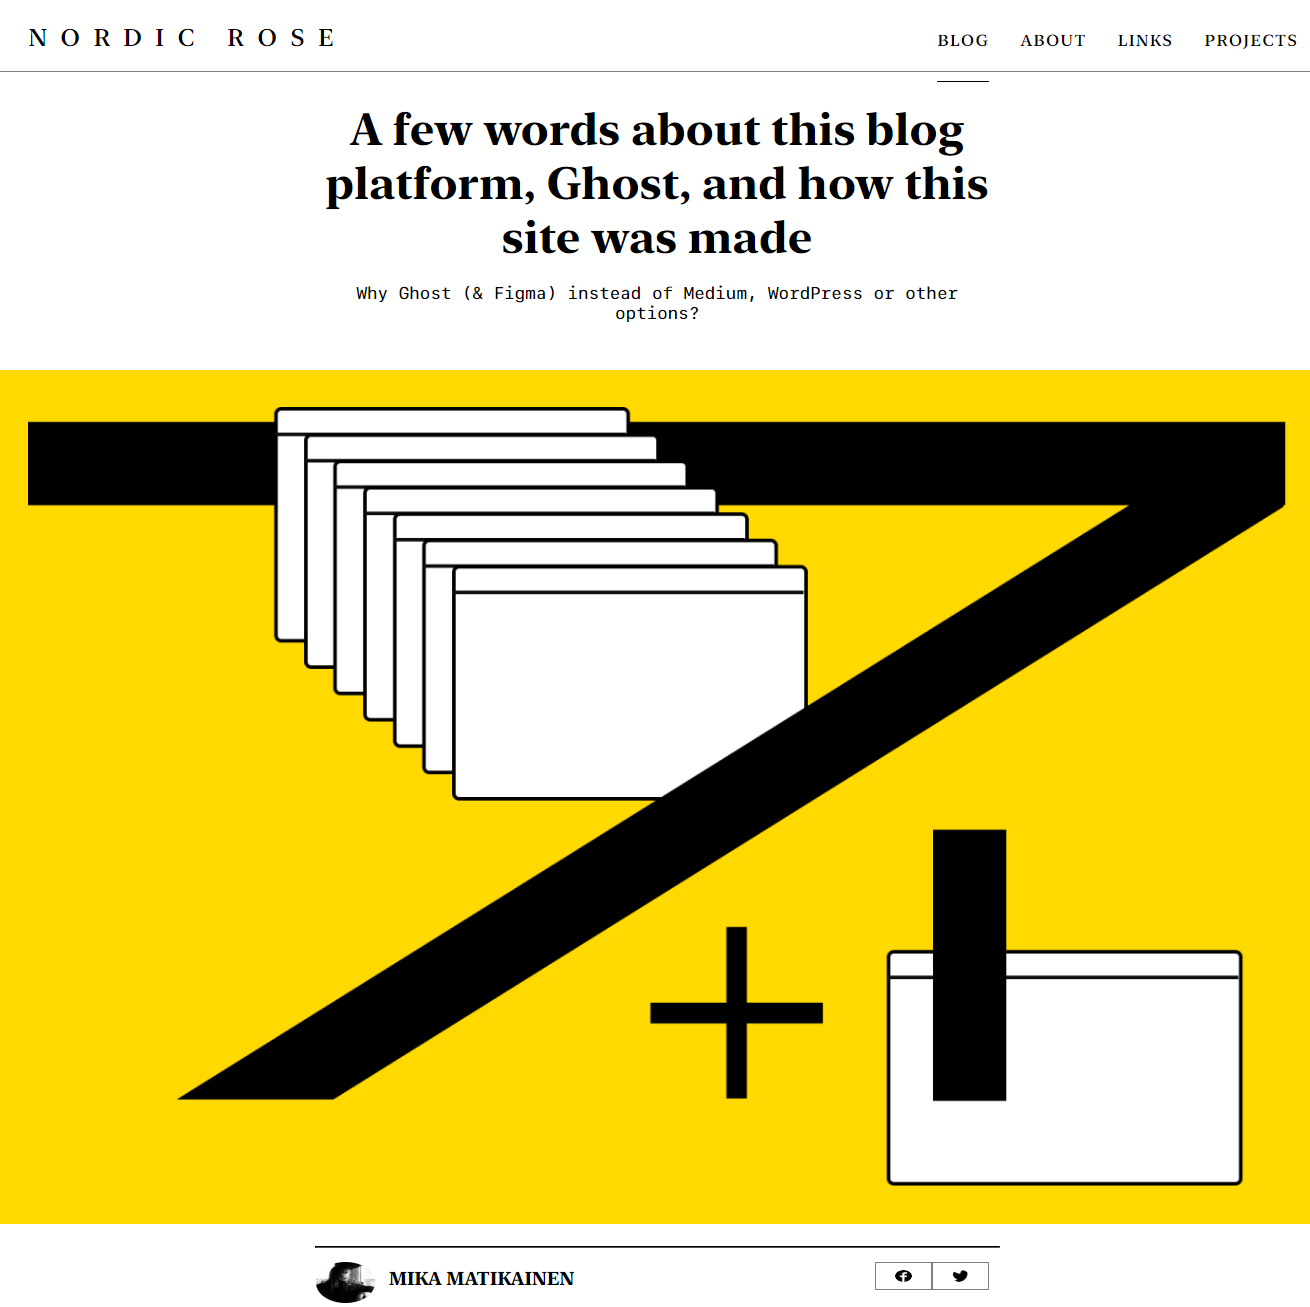 NORDIC ROSE
BLOG ABOUT LINKS PROJECTS
A few words about this blog
platform, Ghost, and how this
site was made
Why Ghost (& Figma) instead of Medium, WordPress or other
options?
MIKA MATIKAINEN